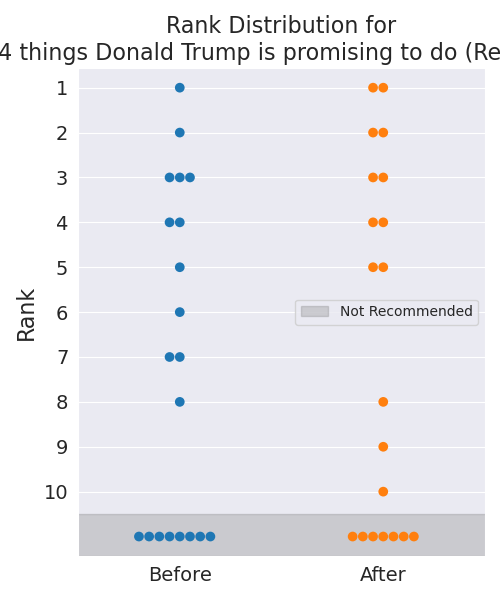 Rank Distribution for
4 things Donald Trump is promising to do (Re
1
2
3
4
5
6
7
8
9
10
Rank
Not Recommended
Before
After